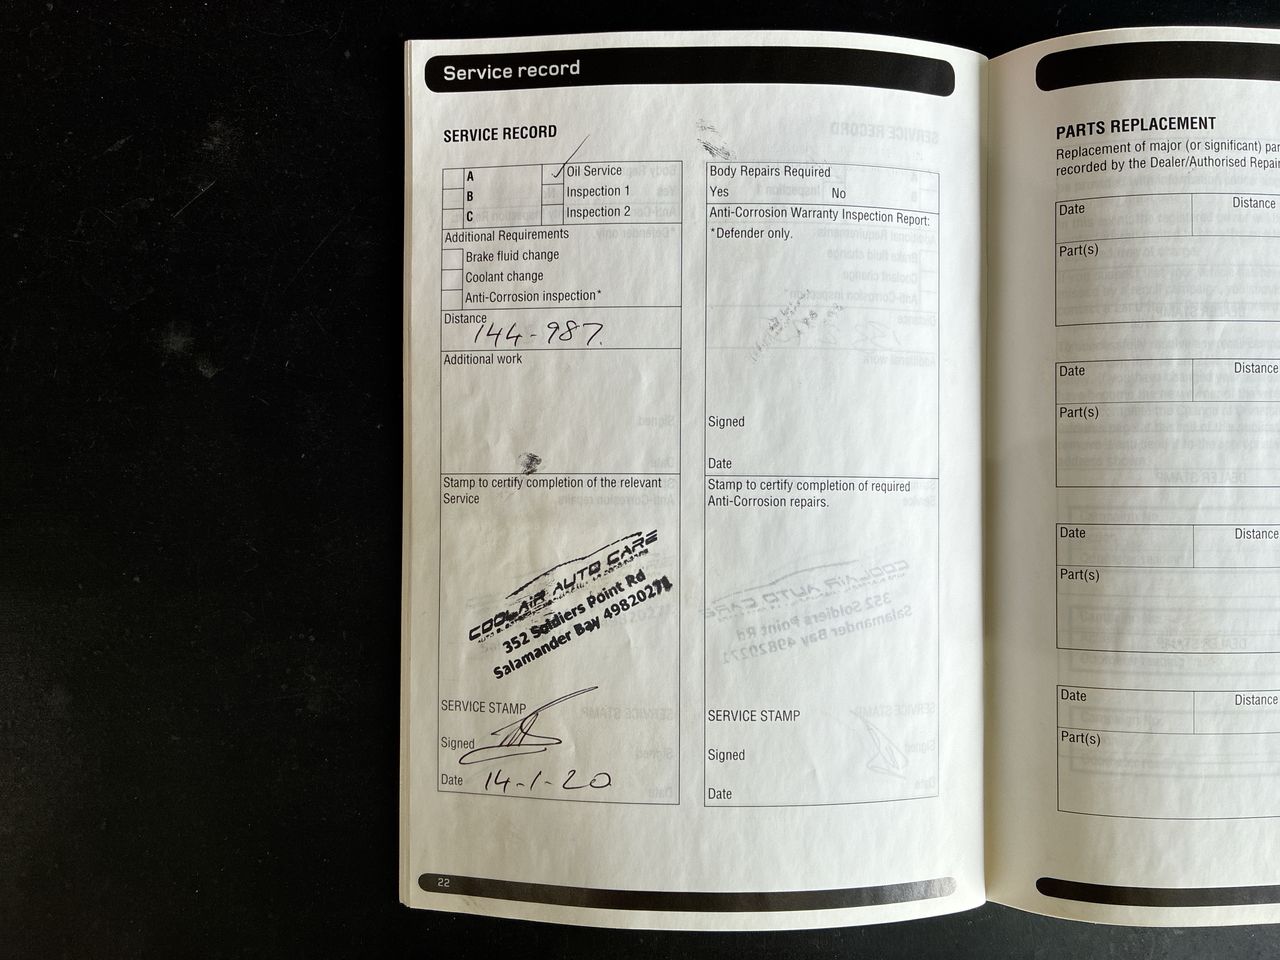 Service record
SERVICE RECORD
A
B
C
Oil Service
Inspection 1
Inspection 2
Additional Requirements
Brake fluid change
Coolant change
Anti-Corrosion inspection*
Distance
144-987.
Additional work
Stamp to certify completion of the relevant
Service
COOLAIR AUTO CARE
352 Soldiers Point Rd
Salamander Bay 49820271
SERVICE STAMP
Signed
Date 14-1-20
Body Repairs Required
Yes No
Anti-Corrosion Warranty Inspection Report:
*Defender only.
Signed
Date
Stamp to certify completion of required
Anti-Corrosion repairs.
SERVICE STAMP
Signed
Date
22
PARTS REPLACEMENT
Replacement of major (or significant)
recorded by the Dealer/Authorised
Date Distance
Part(s)
Date Distance
Part(s)
Date Distance
Part(s)
Date Distance
Part(s)